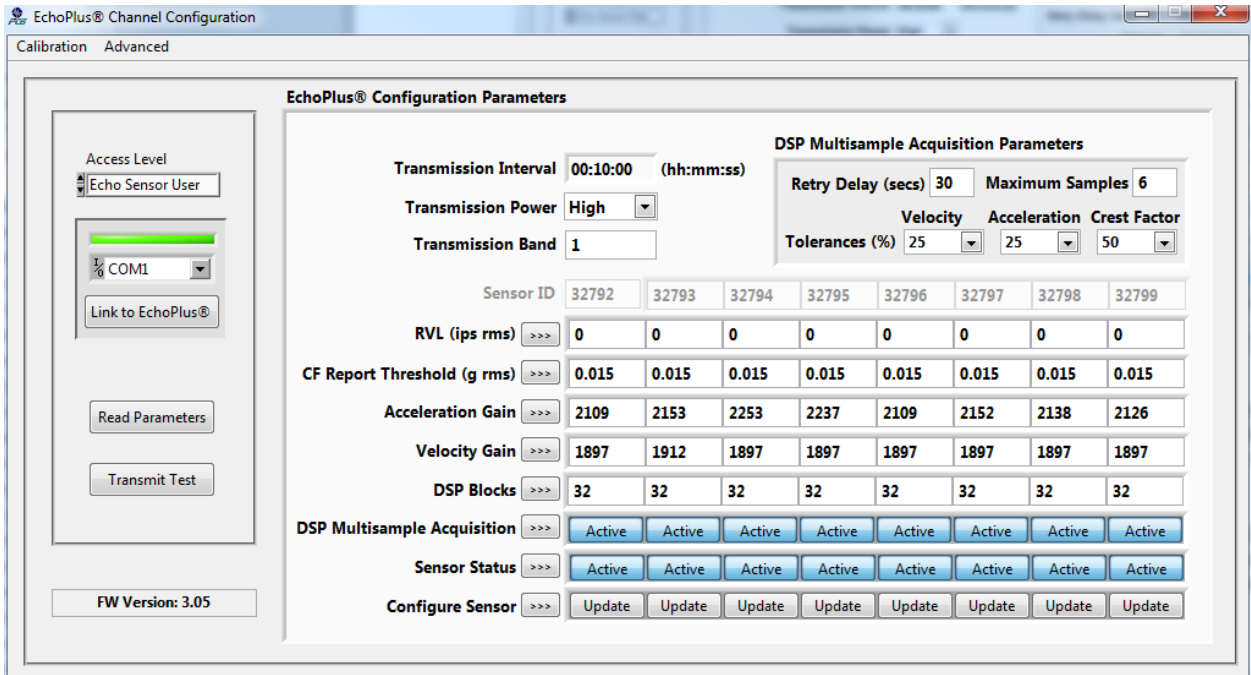 EchoPlus® Channel Configuration
Calibration Advanced
EchoPlus® Configuration Parameters
Access Level
Echo Sensor User
COM1
Link to EchoPlus®
Read Parameters
Transmit Test
FW Version: 3.05
Transmission Interval 00:10:00 (hh:mm:ss)
Transmission Power High
Transmission Band 1
DSP Multisample Acquisition Parameters
Retry Delay (secs) 30 Maximum Samples 6
Velocity Acceleration Crest Factor
Tolerances (%) 25 25 50
Sensor ID 32792 32793 32794 32795 32796 32797 32798 32799
RVL (ips rms) >>> 0 0 0 0 0 0 0 0
CF Report Threshold (g rms) >>> 0.015 0.015 0.015 0.015 0.015 0.015 0.015 0.015
Acceleration Gain >>> 2109 2153 2253 2237 2109 2152 2138 2126
Velocity Gain >>> 1897 1912 1897 1897 1897 1897 1897 1897
DSP Blocks >>> 32 32 32 32 32 32 32 32
DSP Multisample Acquisition >>> Active Active Active Active Active Active Active Active
Sensor Status >>> Active Active Active Active Active Active Active Active
Configure Sensor >>> Update Update Update Update Update Update Update Update